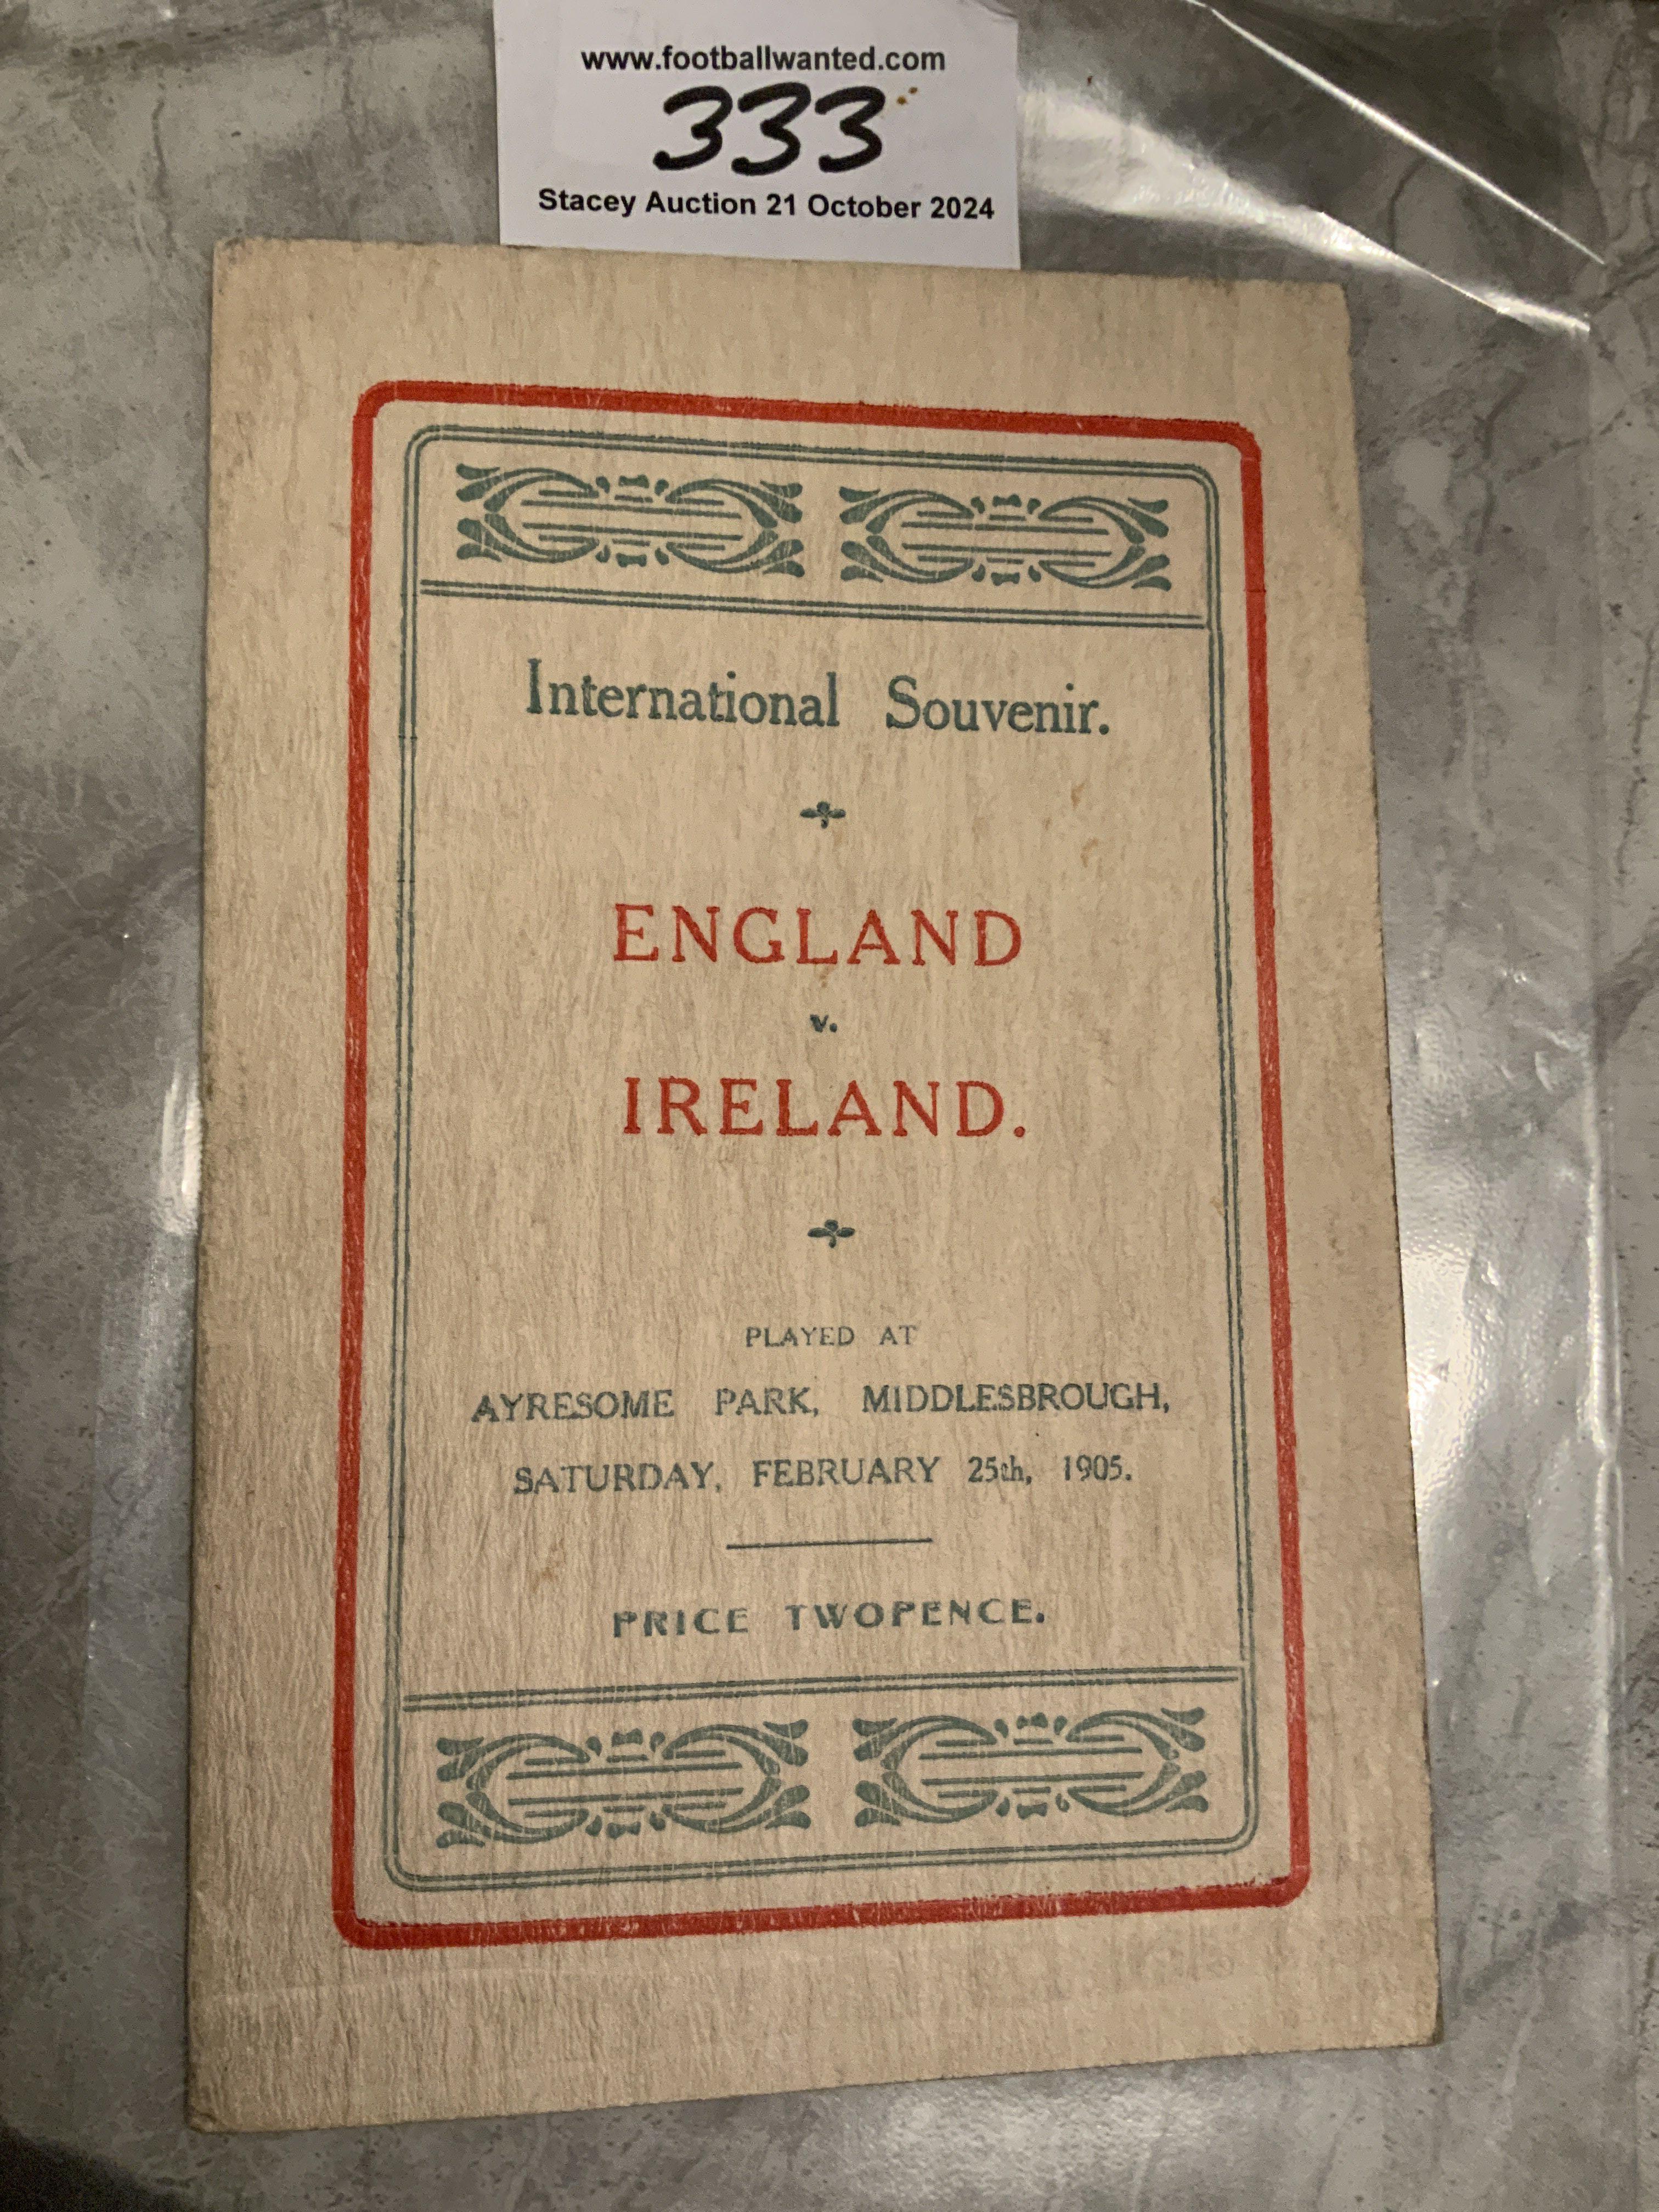 www.footballwanted.com
333
Stacey Auction 21 October 2024
International Souvenir.
ENGLAND
v.
IRELAND.
PLAYED AT
AYRESOME PARK, MIDDLESBROUGH,
SATURDAY, FEBRUARY 25th, 1905.
PRICE TWOPENCE.